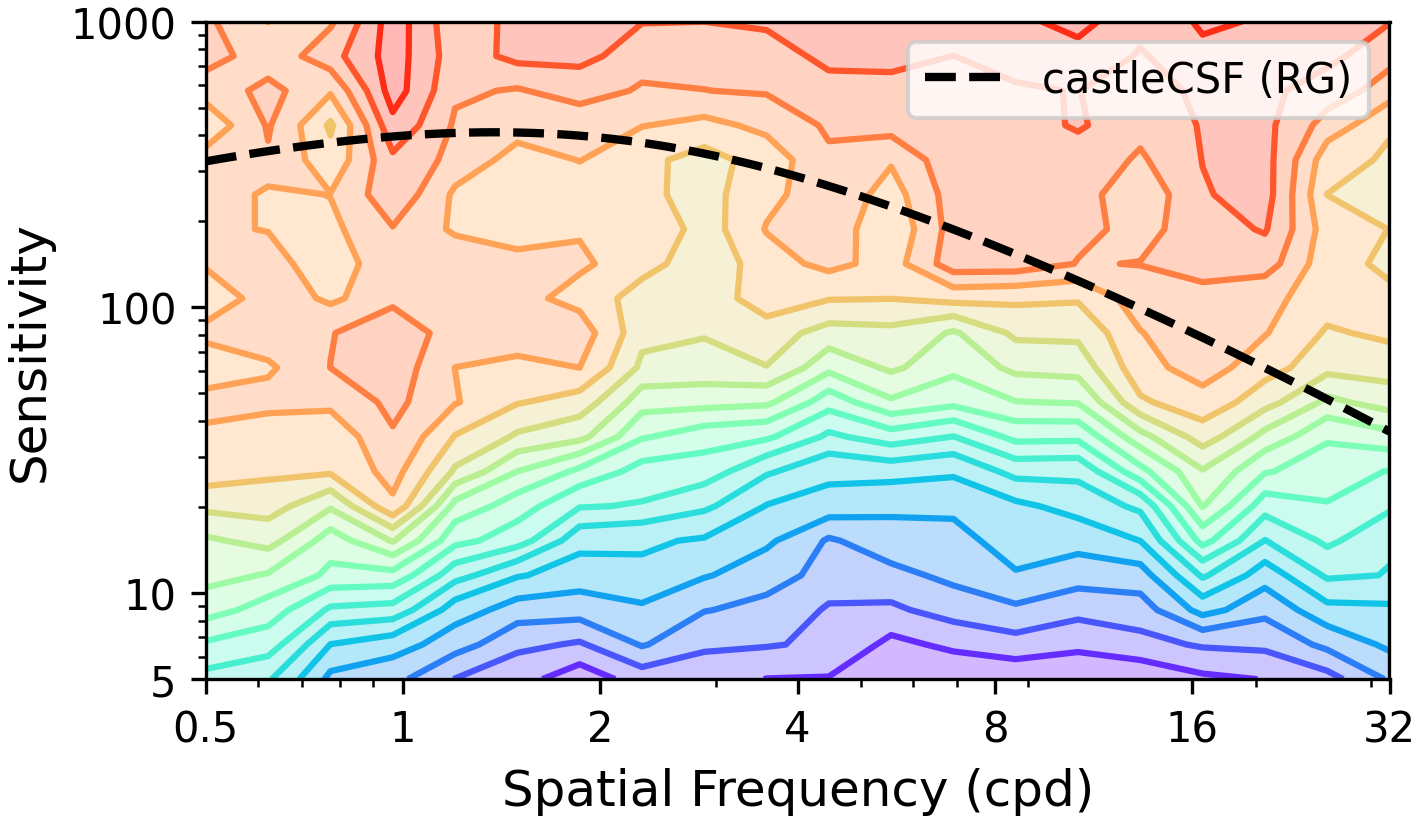 1000
castleCSF (RG)
100
10
5
Sensitivity
0.5 1 2 4 8 16 32
Spatial Frequency (cpd)